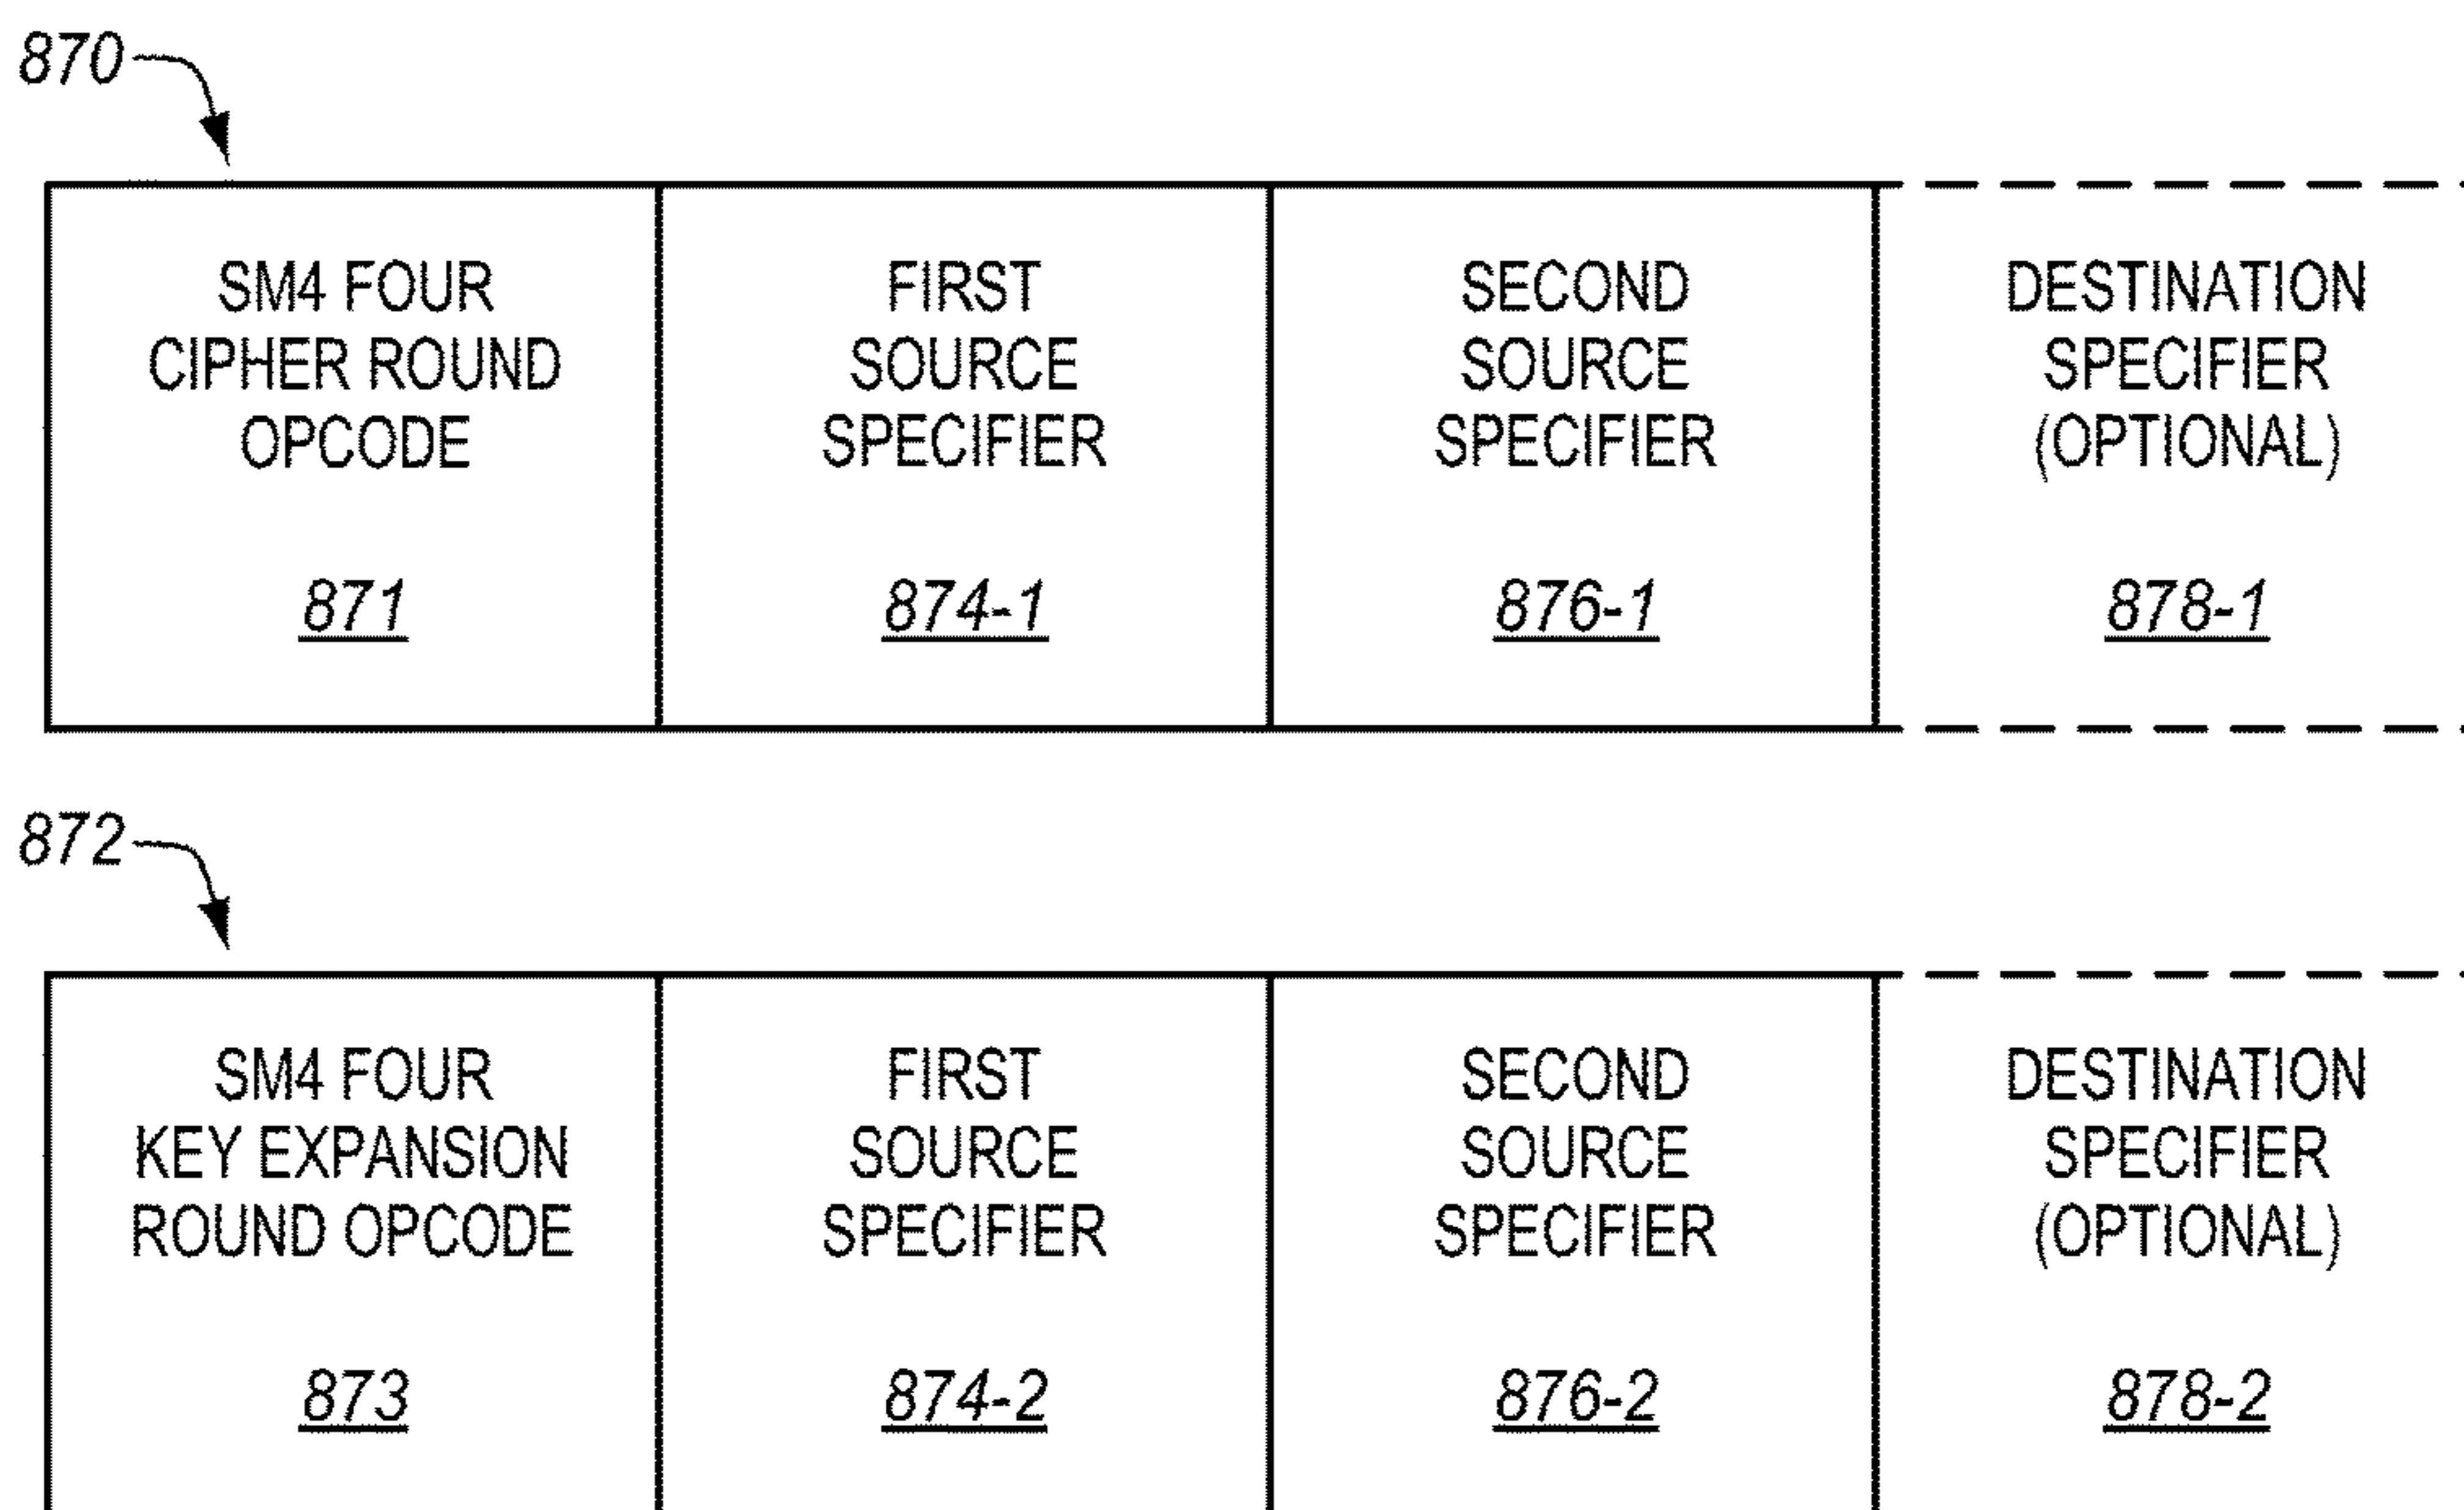 870
SM4 FOUR
CIPHER ROUND
OPCODE
871
FIRST
SOURCE
SPECIFIER
874-1
SECOND
SOURCE
SPECIFIER
876-1
DESTINATION
SPECIFIER
(OPTIONAL)
878-1
872
SM4 FOUR
KEY EXPANSION
ROUND OPCODE
873
FIRST
SOURCE
SPECIFIER
874-2
SECOND
SOURCE
SPECIFIER
876-2
DESTINATION
SPECIFIER
(OPTIONAL)
878-2